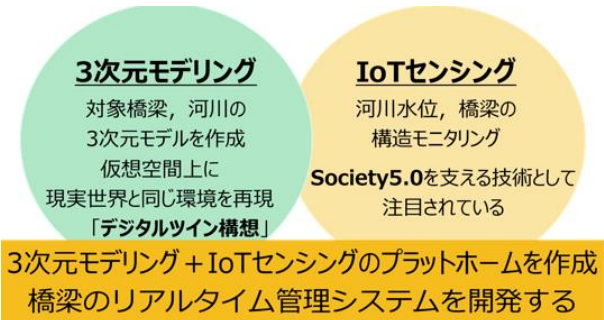 3次元モデリング
対象橋梁，河川の
3次元モデルを作成
仮想空間上に
現実世界と同じ環境を再現
「デジタルツイン構想」
IoTセンシング
河川水位，橋梁の
構造モニタリング
Society5.0を支える技術として
注目されている
3次元モデリング＋IoTセンシングのプラットホームを作成
橋梁のリアルタイム管理システムを開発する